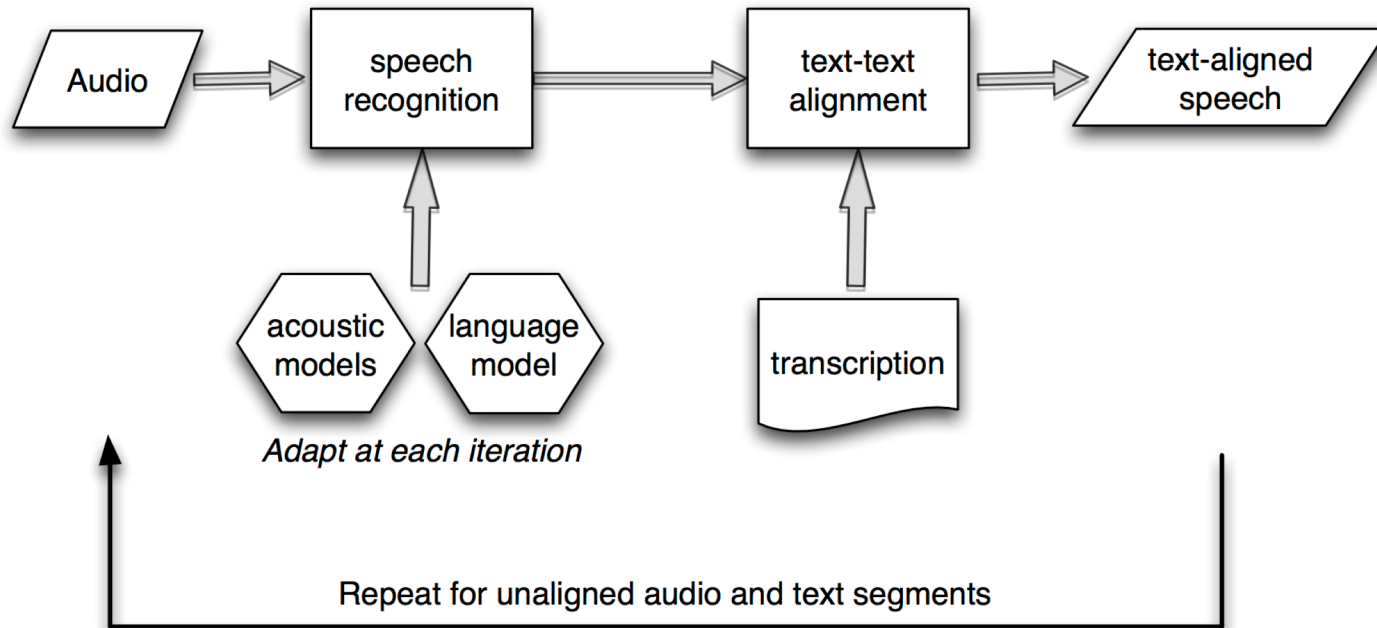 Audio
speech
recognition
text-text
alignment
text-aligned
speech
acoustic
models
language
model
transcription
Adapt at each iteration
Repeat for unaligned audio and text segments